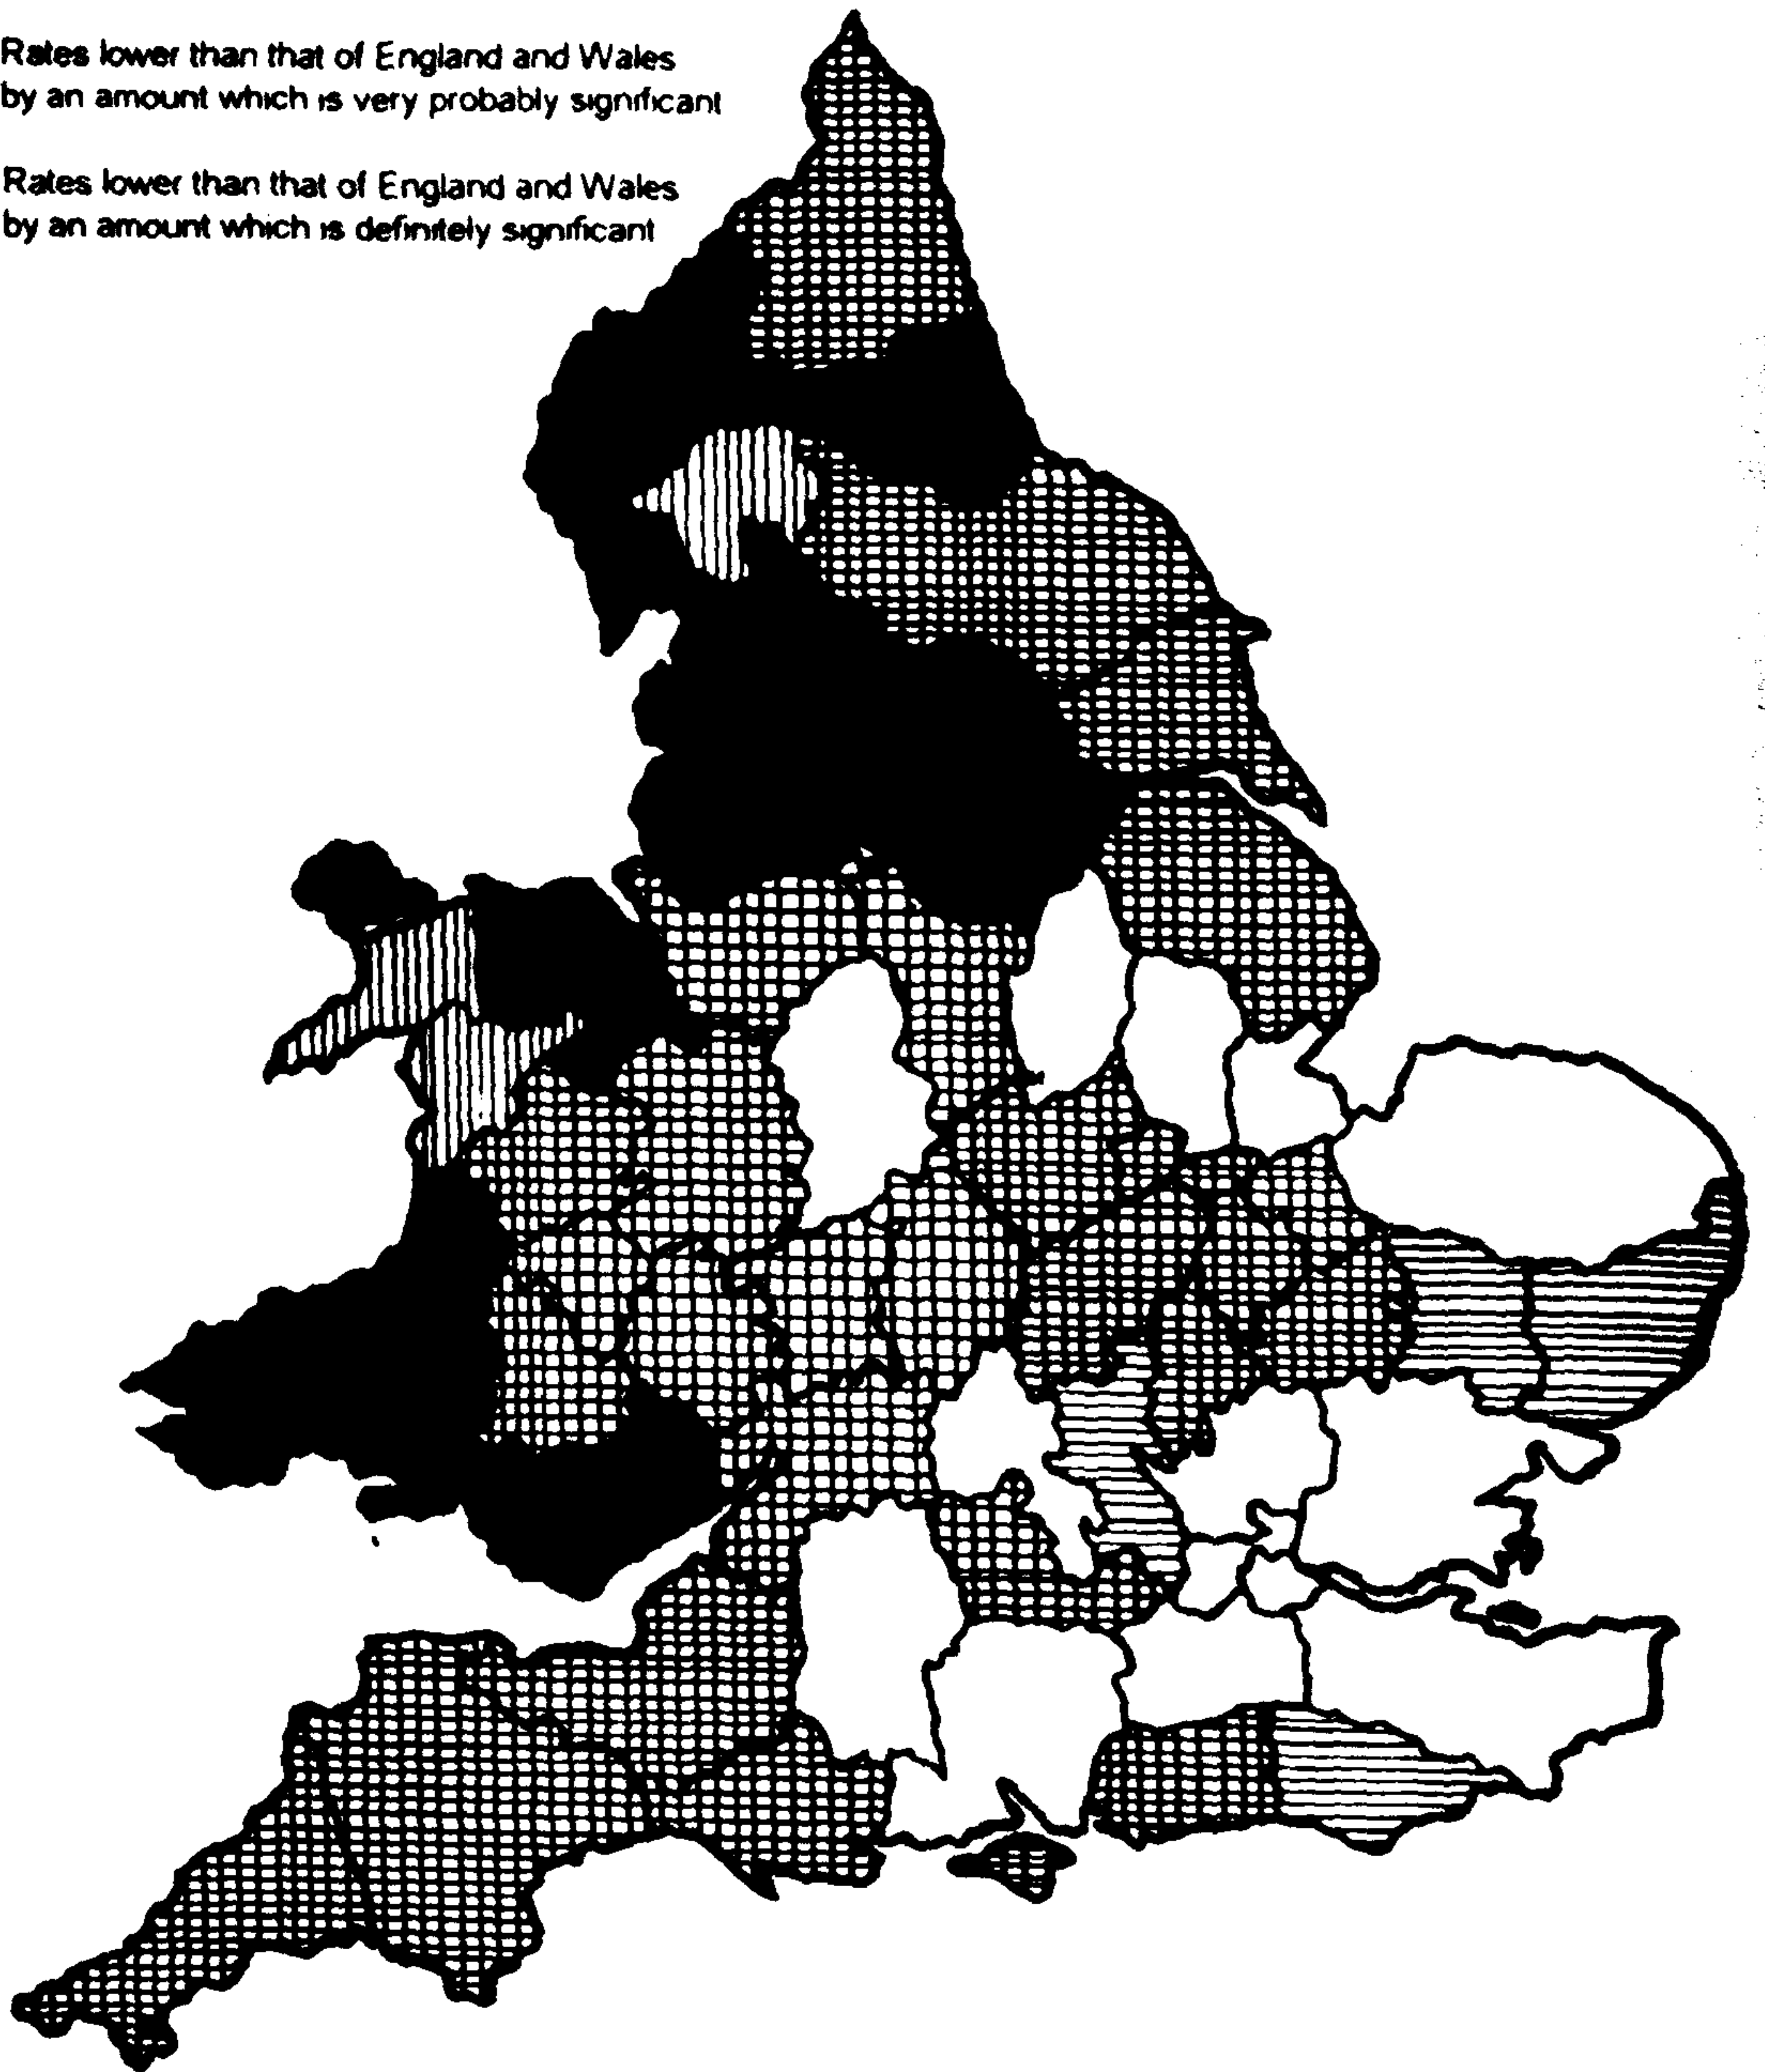 Rates lower than that of England and Wales
by an amount which is very probably significant
Rates lower than that of England and Wales
by an amount which is definitely significant